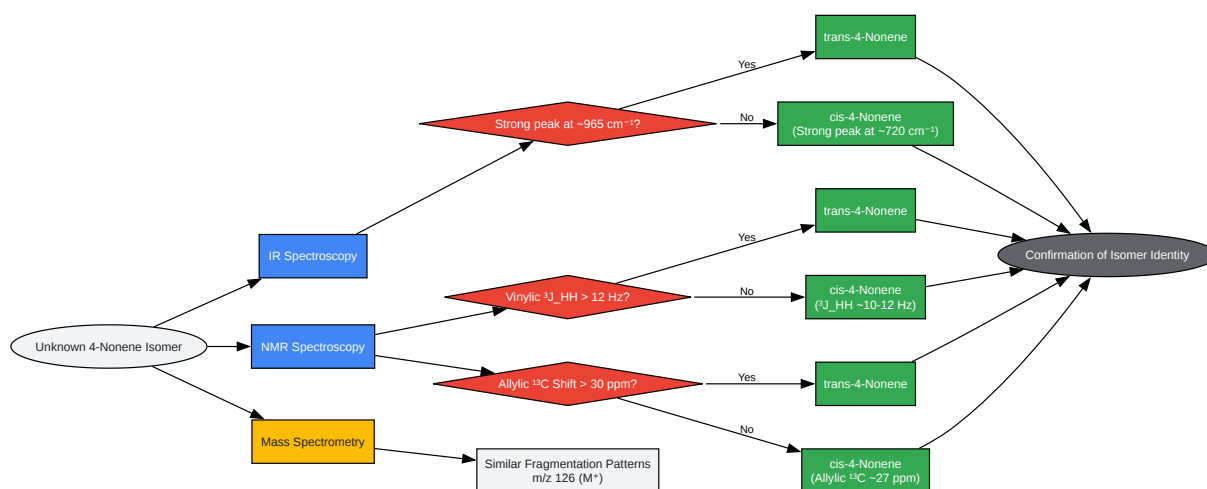 trans-4-Nonene
Yes
Strong peak at ~965 cm⁻¹?
No
cis-4-Nonene
(Strong peak at ~720 cm⁻¹)
trans-4-Nonene
Yes
IR Spectroscopy
Confirmation of Isomer Identity
Vinylic ³J_HH > 12 Hz?
No
cis-4-Nonene
(³J_HH ~10-12 Hz)
Unknown 4-Nonene Isomer
NMR Spectroscopy
Allylic ¹³C Shift > 30 ppm?
Yes
trans-4-Nonene
No
Mass Spectrometry
Similar Fragmentation Patterns
m/z 126 (M⁺)
cis-4-Nonene
(Allylic ¹³C ~27 ppm)